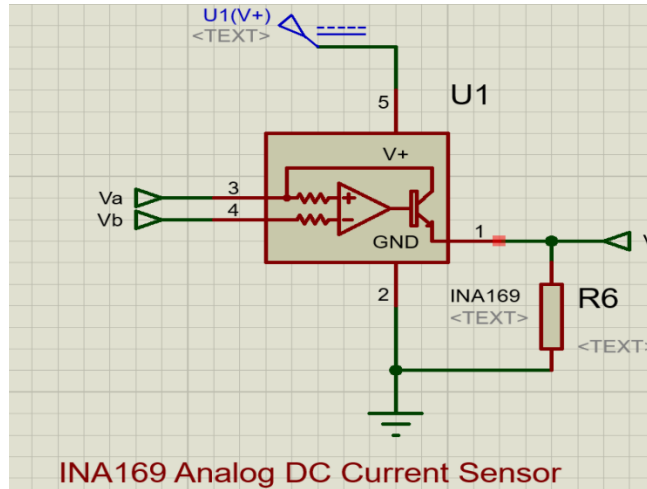 U1(V+)
<TEXT>
5
U1
V+
3
Va
4
Vb
GND
1
V
2
INA169
<TEXT>
R6
<TEXT>
INA169 Analog DC Current Sensor